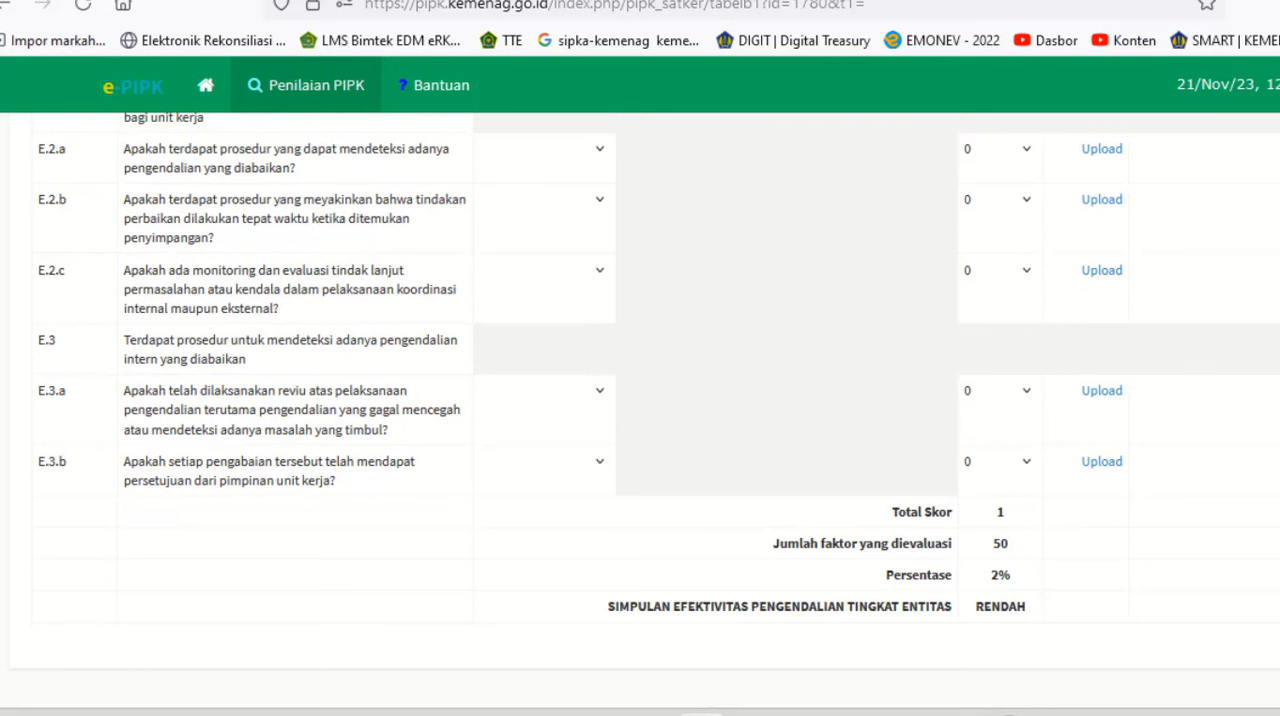 https://pipk.kemenag.go.id/index.php/pipk_satker/tabelb1?id=1780&t1=
Impor markah... Elektronik Rekonsiliasi ... LMS Bimtek EDM eRK... TTE sipka-kemenag keme... DIGIT | Digital Treasury EMONEV - 2022 Dasbor Konten SMART | KEME
e-PIPK Penilaian PIPK ? Bantuan 21/Nov/23, 12
bagi unit kerja
E.2.a Apakah terdapat prosedur yang dapat mendeteksi adanya 0 Upload
pengendalian yang diabaikan?
E.2.b Apakah terdapat prosedur yang meyakinkan bahwa tindakan 0 Upload
perbaikan dilakukan tepat waktu ketika ditemukan
penyimpangan?
E.2.c Apakah ada monitoring dan evaluasi tindak lanjut 0 Upload
permasalahan atau kendala dalam pelaksanaan koordinasi
internal maupun eksternal?
E.3 Terdapat prosedur untuk mendeteksi adanya pengendalian
intern yang diabaikan
E.3.a Apakah telah dilaksanakan reviu atas pelaksanaan 0 Upload
pengendalian terutama pengendalian yang gagal mencegah
atau mendeteksi adanya masalah yang timbul?
E.3.b Apakah setiap pengabaian tersebut telah mendapat 0 Upload
persetujuan dari pimpinan unit kerja?
Total Skor 1
Jumlah faktor yang dievaluasi 50
Persentase 2%
SIMPULAN EFEKTIVITAS PENGENDALIAN TINGKAT ENTITAS RENDAH